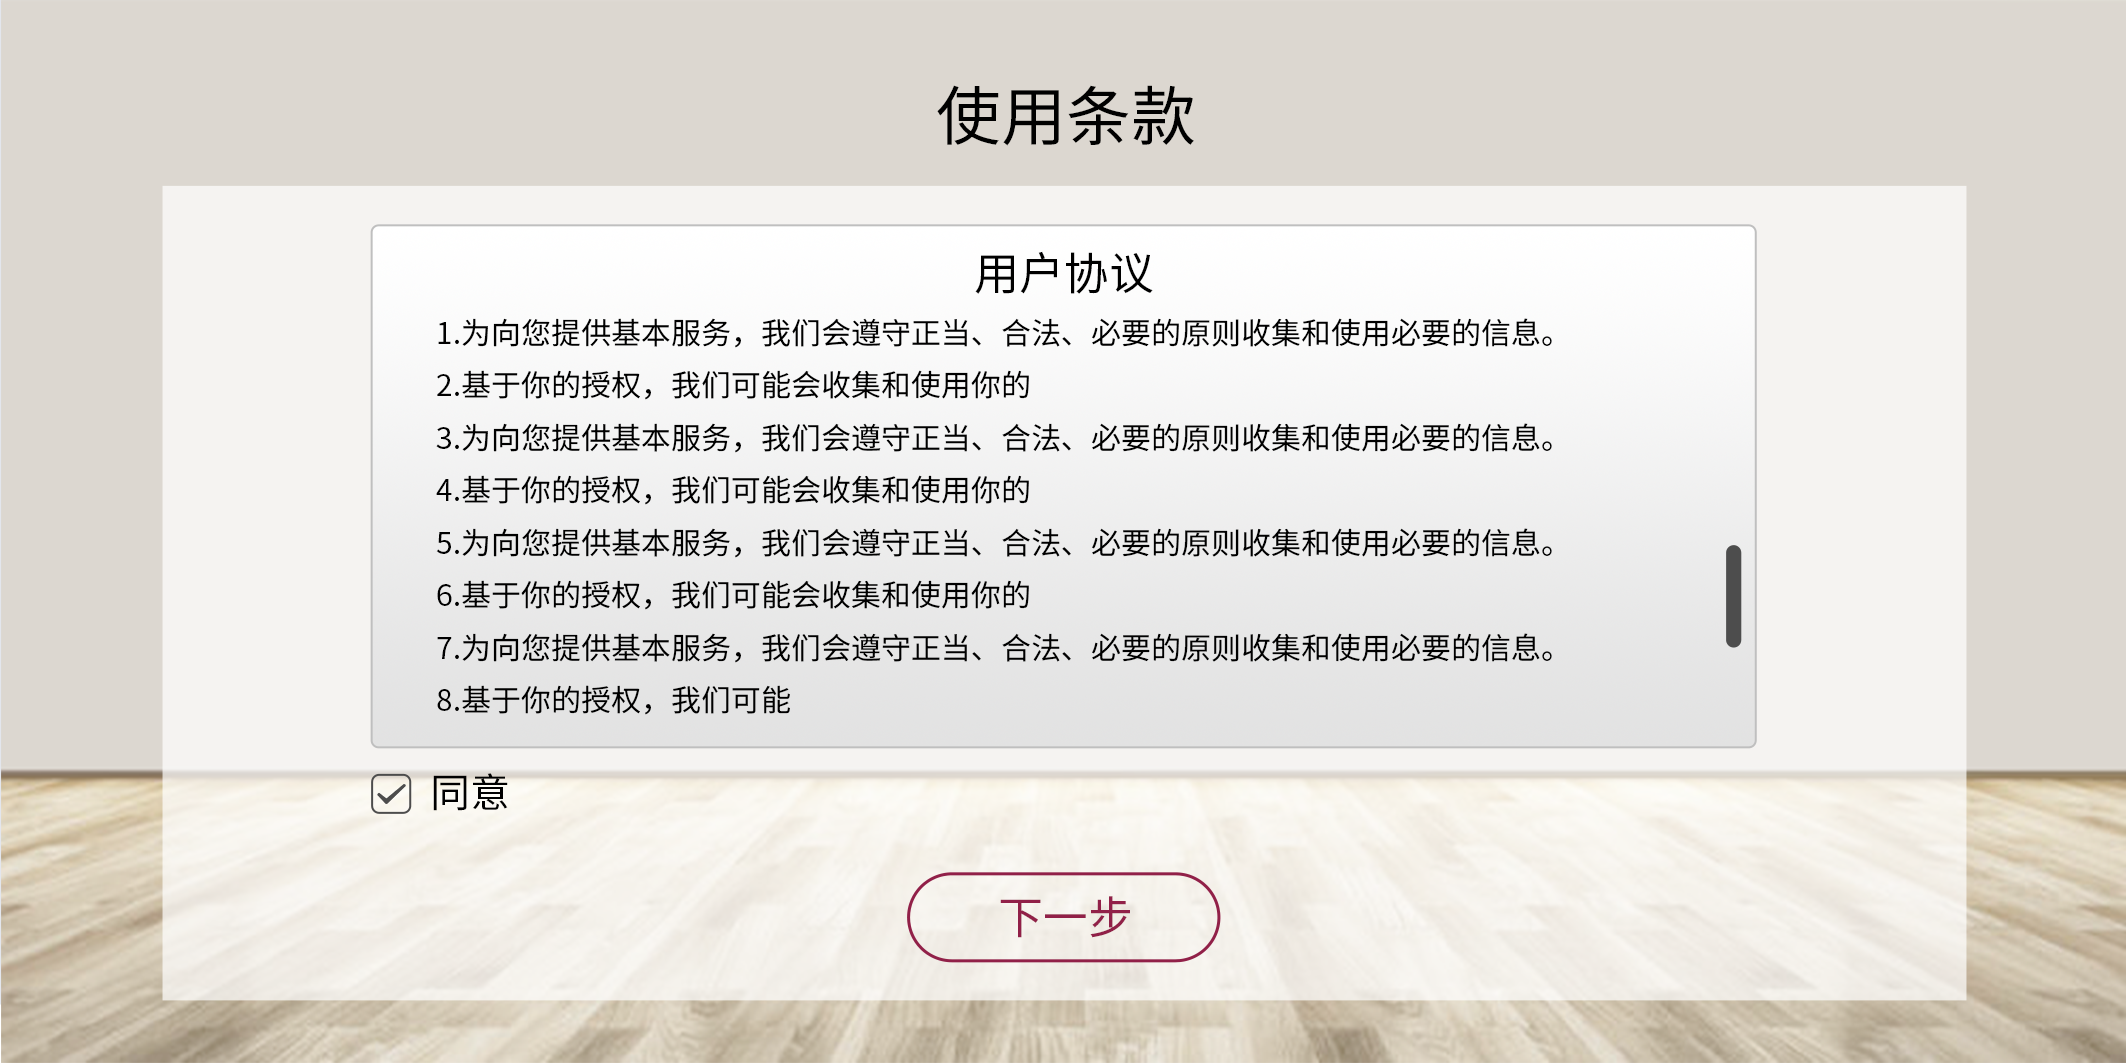 使用条款
用户协议
1.为向您提供基本服务，我们会遵守正当、合法、必要的原则收集和使用必要的信息。
2.基于你的授权，我们可能会收集和使用你的
3.为向您提供基本服务，我们会遵守正当、合法、必要的原则收集和使用必要的信息。
4.基于你的授权，我们可能会收集和使用你的
5.为向您提供基本服务，我们会遵守正当、合法、必要的原则收集和使用必要的信息。
6.基于你的授权，我们可能会收集和使用你的
7.为向您提供基本服务，我们会遵守正当、合法、必要的原则收集和使用必要的信息。
8.基于你的授权，我们可能
同意
下一步